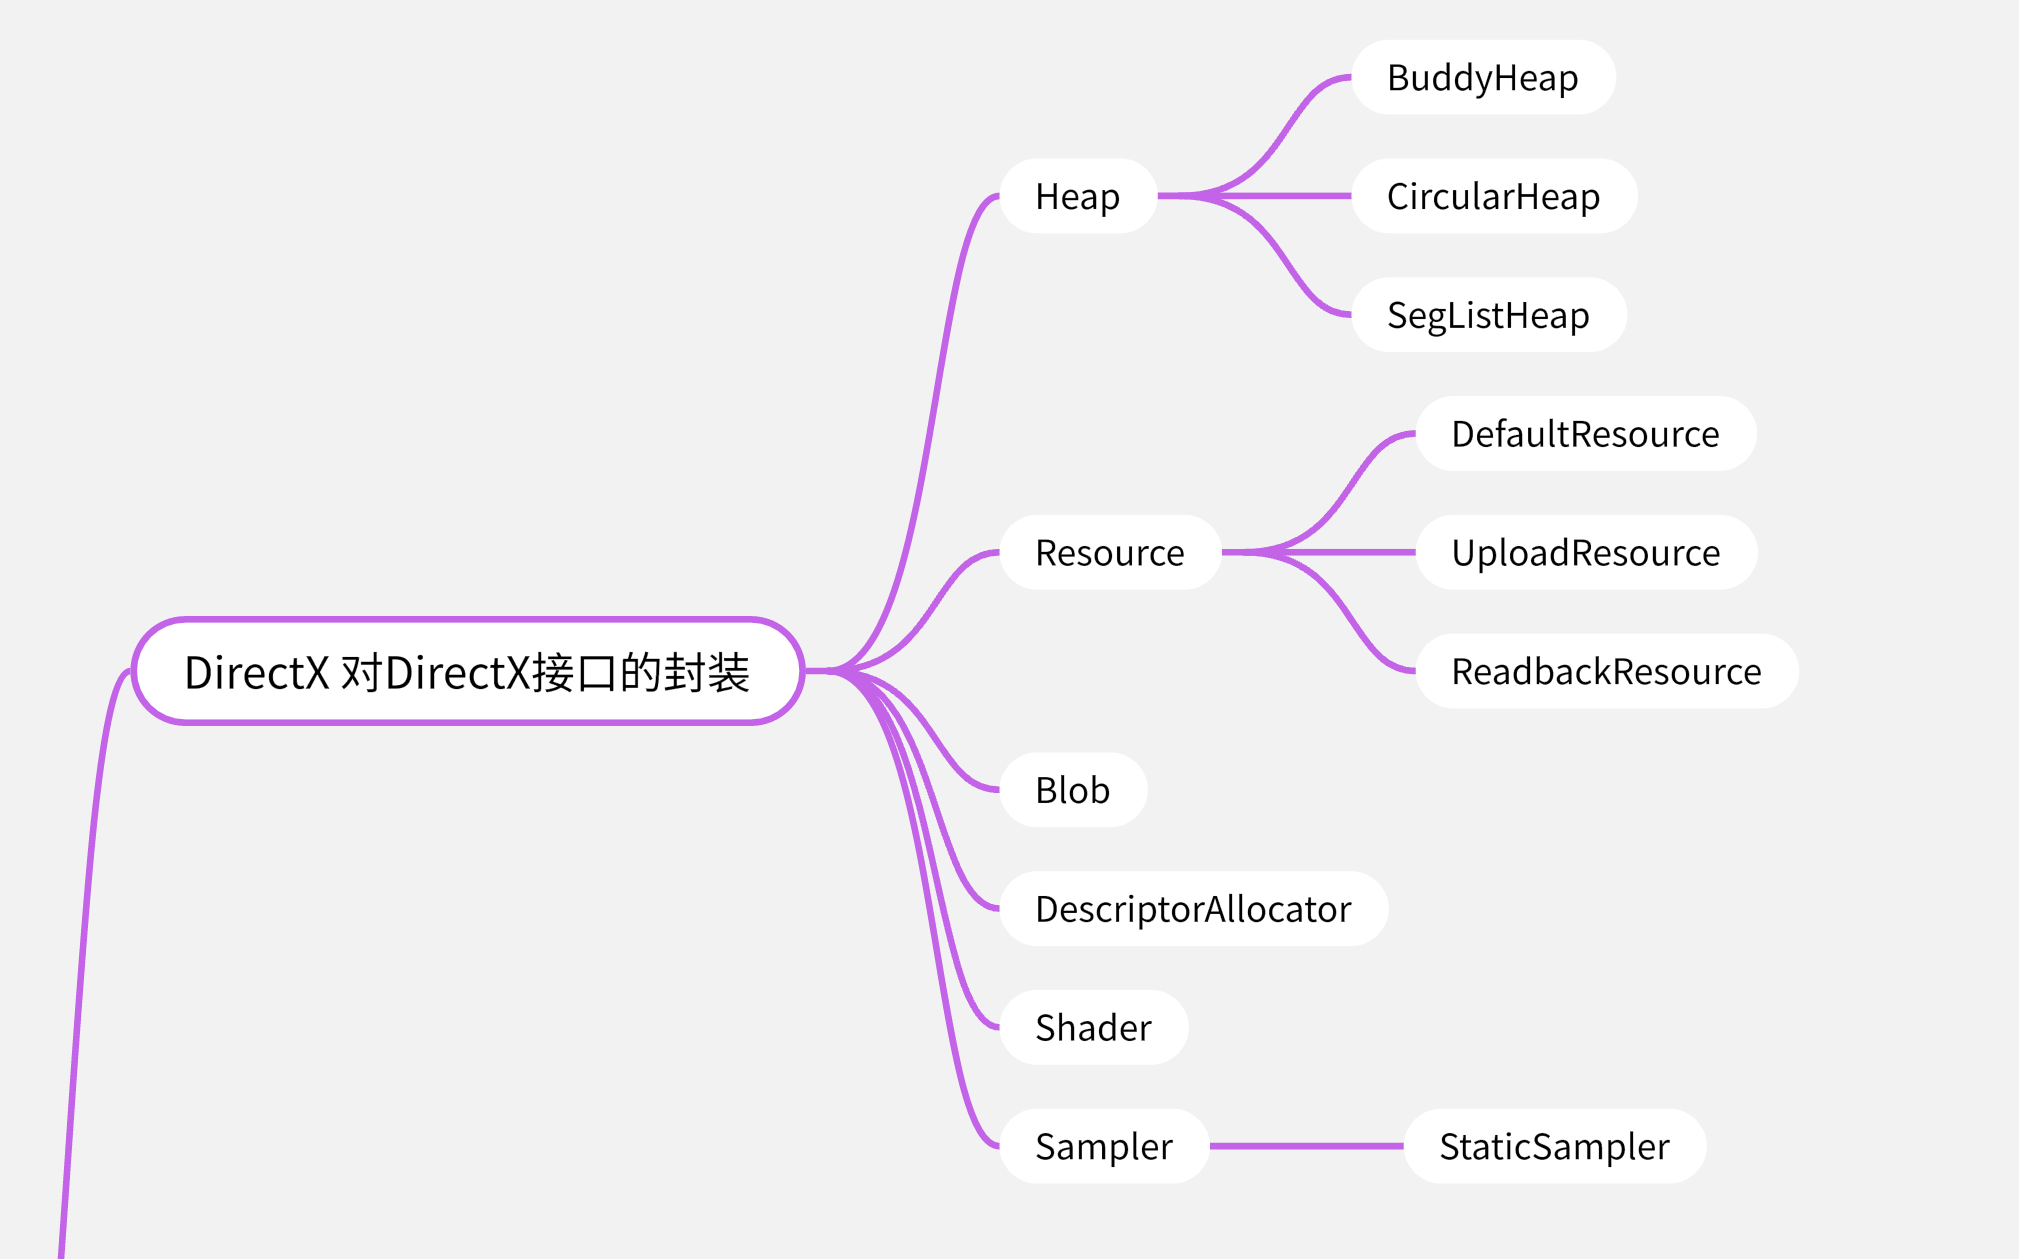 DirectX 对DirectX接口的封装
Heap
BuddyHeap
CircularHeap
SegListHeap
Resource
DefaultResource
UploadResource
ReadbackResource
Blob
DescriptorAllocator
Shader
Sampler
StaticSampler